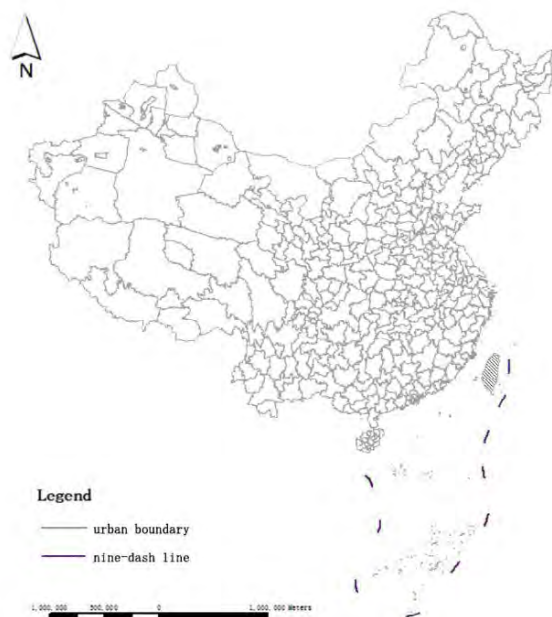 N
Legend
urban boundary
nine-dash line
1,000,000 500,000 0 1,000,000 Meters